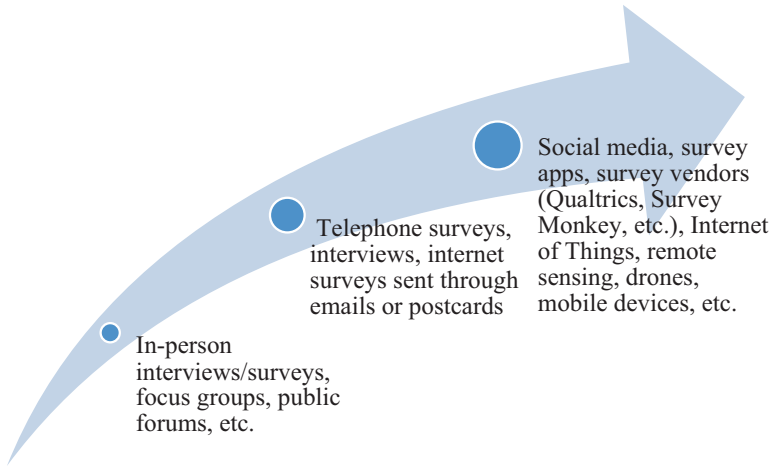 Social media, survey
apps, survey vendors
(Qualtrics, Survey
Monkey, etc.), Internet
of Things, remote
sensing, drones,
mobile devices, etc.
Telephone surveys,
interviews, internet
surveys sent through
emails or postcards
In-person
interviews/surveys,
focus groups, public
forums, etc.